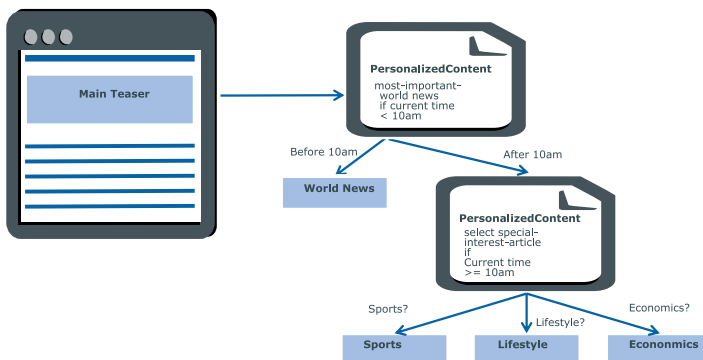 Main Teaser
PersonalizedContent
most-important-
world news
if current time
< 10am
Before 10am
After 10am
World News
PersonalizedContent
select special-
interest-article
if
Current time
>= 10am
Sports?
Lifestyle?
Economics?
Sports
Lifestyle
Econonmics